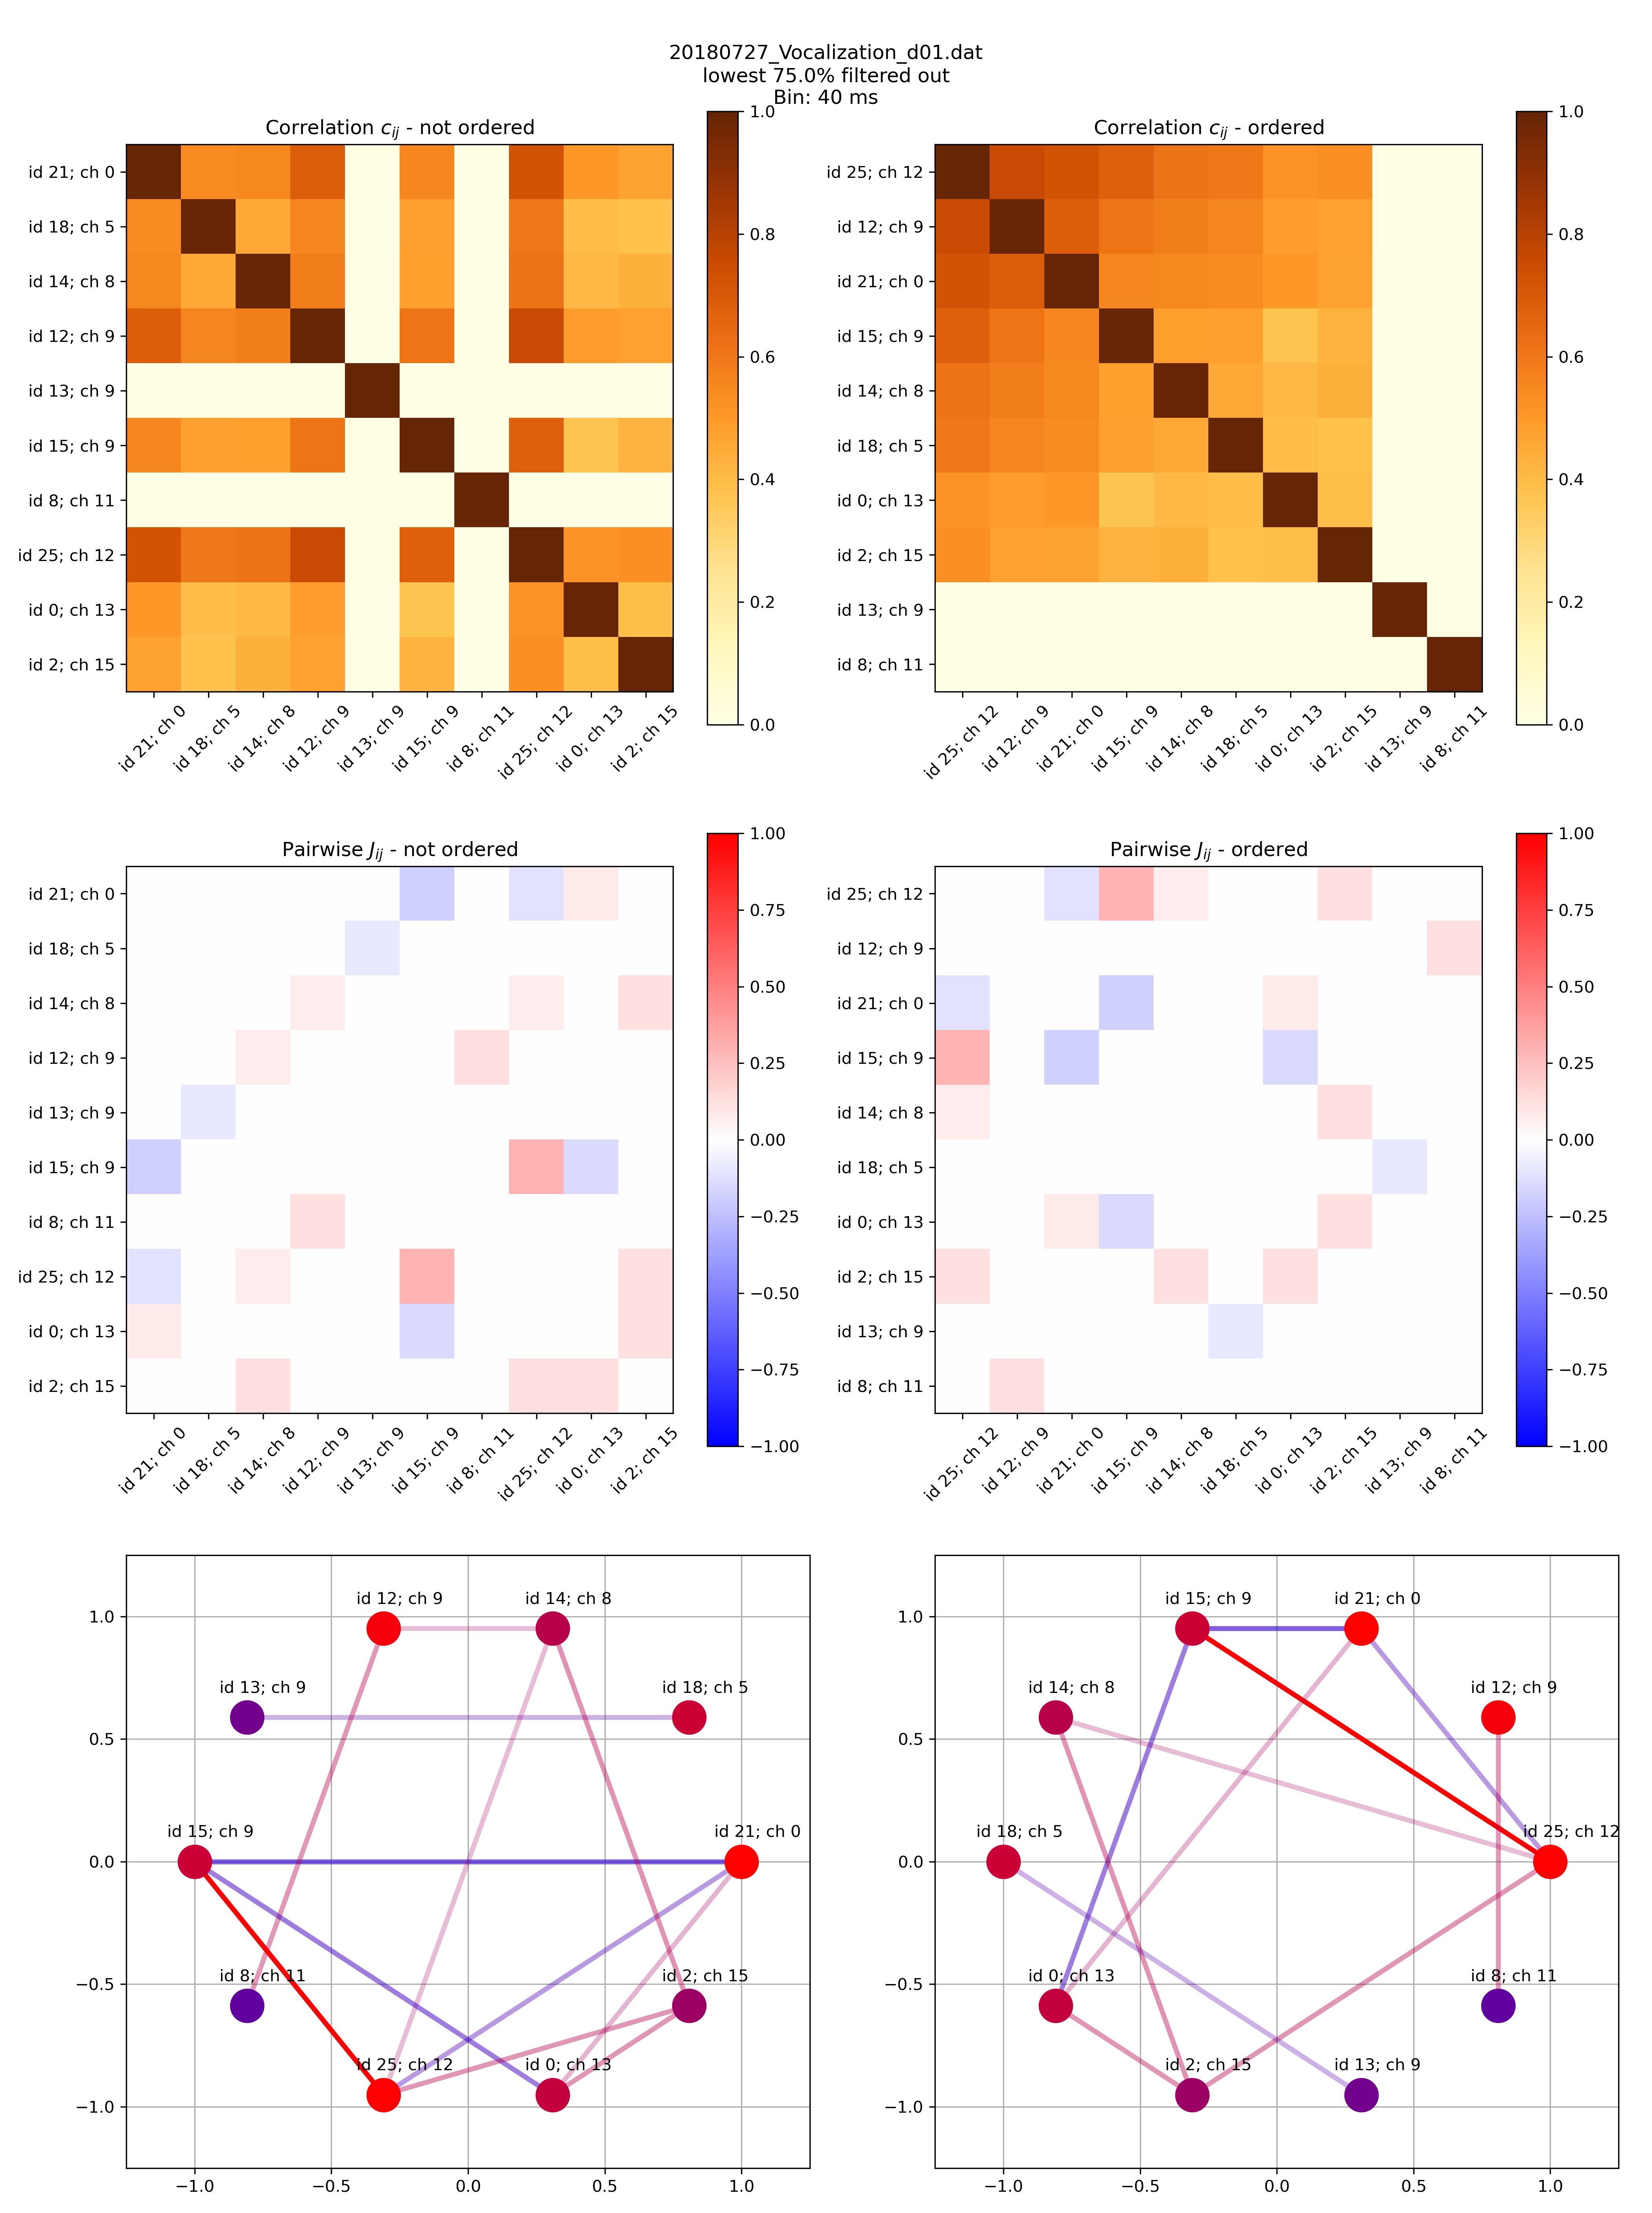 20180727_Vocalization_d01.dat
lowest 75.0% filtered out
Bin: 40 ms
Correlation c_ij - not ordered
id 21; ch 0
id 18; ch 5
id 14; ch 8
id 12; ch 9
id 13; ch 9
id 15; ch 9
id 8; ch 11
id 25; ch 12
id 0; ch 13
id 2; ch 15
id 21; ch 0
id 18; ch 5
id 14; ch 8
id 12; ch 9
id 13; ch 9
id 15; ch 9
id 8; ch 11
id 25; ch 12
id 0; ch 13
id 2; ch 15
1.0
0.8
0.6
0.4
0.2
0.0
Correlation c_ij - ordered
id 25; ch 12
id 12; ch 9
id 21; ch 0
id 15; ch 9
id 14; ch 8
id 18; ch 5
id 0; ch 13
id 2; ch 15
id 13; ch 9
id 8; ch 11
id 25; ch 12
id 12; ch 9
id 21; ch 0
id 15; ch 9
id 14; ch 8
id 18; ch 5
id 0; ch 13
id 2; ch 15
id 13; ch 9
id 8; ch 11
1.0
0.8
0.6
0.4
0.2
0.0
Pairwise J_ij - not ordered
id 21; ch 0
id 18; ch 5
id 14; ch 8
id 12; ch 9
id 13; ch 9
id 15; ch 9
id 8; ch 11
id 25; ch 12
id 0; ch 13
id 2; ch 15
id 21; ch 0
id 18; ch 5
id 14; ch 8
id 12; ch 9
id 13; ch 9
id 15; ch 9
id 8; ch 11
id 25; ch 12
id 0; ch 13
id 2; ch 15
1.00
0.75
0.50
0.25
0.00
−0.25
−0.50
−0.75
−1.00
Pairwise J_ij - ordered
id 25; ch 12
id 12; ch 9
id 21; ch 0
id 15; ch 9
id 14; ch 8
id 18; ch 5
id 0; ch 13
id 2; ch 15
id 13; ch 9
id 8; ch 11
id 25; ch 12
id 12; ch 9
id 21; ch 0
id 15; ch 9
id 14; ch 8
id 18; ch 5
id 0; ch 13
id 2; ch 15
id 13; ch 9
id 8; ch 11
1.00
0.75
0.50
0.25
0.00
−0.25
−0.50
−0.75
−1.00
1.0
0.5
0.0
−0.5
−1.0
id 12; ch 9
id 14; ch 8
id 13; ch 9
id 18; ch 5
id 15; ch 9
id 21; ch 0
id 8; ch 11
id 2; ch 15
id 25; ch 12
id 0; ch 13
−1.0
−0.5
0.0
0.5
1.0
1.0
0.5
0.0
−0.5
−1.0
id 15; ch 9
id 21; ch 0
id 14; ch 8
id 12; ch 9
id 18; ch 5
id 25; ch 12
id 0; ch 13
id 8; ch 11
id 2; ch 15
id 13; ch 9
−1.0
−0.5
0.0
0.5
1.0